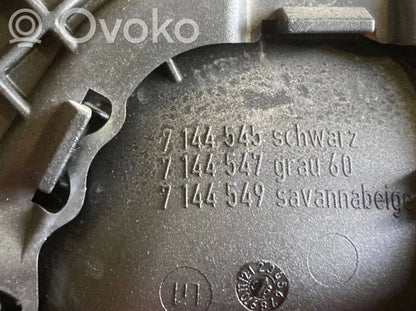 Ovoko
7 144 545 schwarz
7 144 547 grau 60
7 144 549 savannabeige